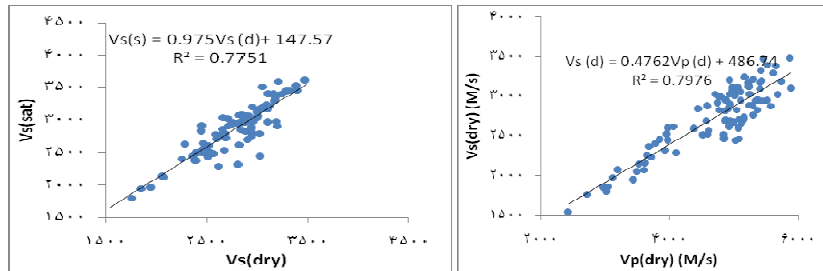 ۴۵۰۰
۴۰۰۰
۳۵۰۰
۳۰۰۰
۲۵۰۰
۲۰۰۰
۱۵۰۰
Vs(sat)
Vs(s) = 0.975Vs (d)+ 147.57
R² = 0.7751
۱۵۰۰ ۲۵۰۰ ۳۵۰۰ ۴۵۰۰
Vs(dry)
۴۰۰۰
۳۵۰۰
۳۰۰۰
۲۵۰۰
۲۰۰۰
۱۵۰۰
Vs(dry) (M/s)
Vs (d) = 0.4762Vp (d) + 486.74
R² = 0.7976
۲۰۰۰ ۴۰۰۰ ۶۰۰۰
Vp(dry) (M/s)